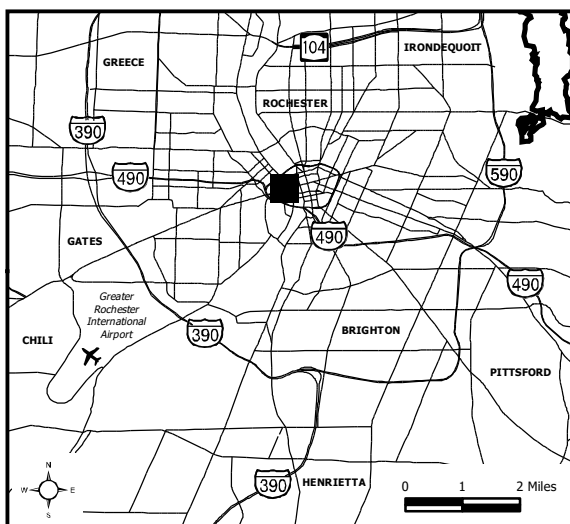 104
IRONDEQUOIT
GREECE
ROCHESTER
390
490
590
490
GATES
490
Greater
Rochester
International
Airport
390
BRIGHTON
CHILI
PITTSFORD
N
W E
S
HENRIETTA
390
0 1 2 Miles